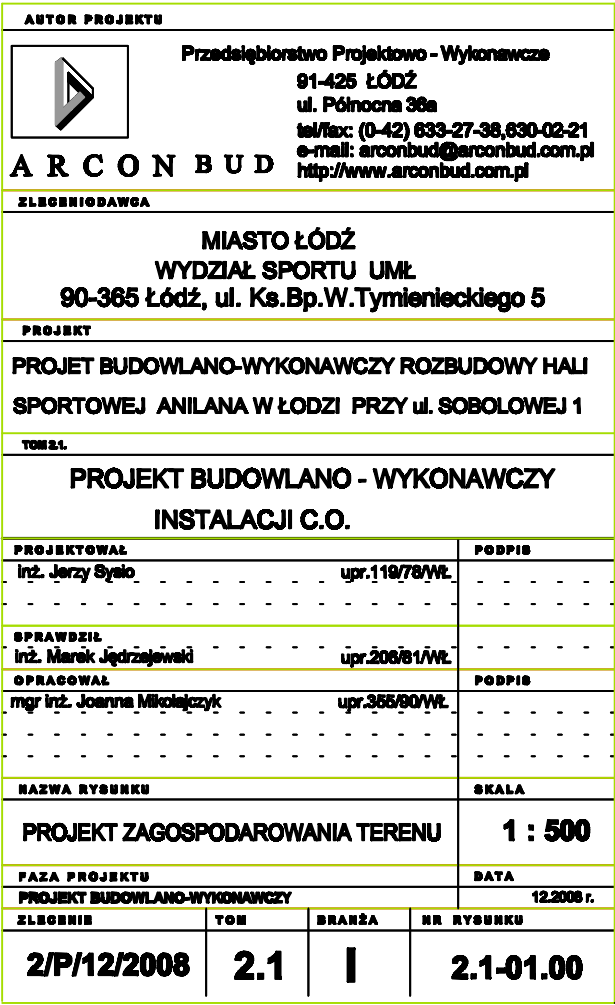 AUTOR PROJEKTU
Przedsiębiorstwo Projektowo - Wykonawcze
91-425 ŁÓDŹ
ul. Północna 36a
tel/fax: (0-42) 633-27-38,630-02-21
e-mail: arconbud@arconbud.com.pl
http://www.arconbud.com.pl
ARCONBUD
ZLECENIODAWCA
MIASTO ŁÓDŹ
WYDZIAŁ SPORTU UMŁ
90-365 Łódź, ul. Ks.Bp.W.Tymienieckiego 5
PROJEKT
PROJET BUDOWLANO-WYKONAWCZY ROZBUDOWY HALI
SPORTOWEJ ANILANA W ŁODZI PRZY ul. SOBOLOWEJ 1
TOM 2.1.
PROJEKT BUDOWLANO - WYKONAWCZY
INSTALACJI C.O.
PROJEKTOWAŁ PODPIS
inż. Jerzy Sysło upr.119/78/WŁ
SPRAWDZIŁ
inż. Marek Jędrzejewski upr.206/81/WŁ
OPRACOWAŁ PODPIS
mgr inż. Joanna Mikołajczyk upr.355/90/WŁ
NAZWA RYSUNKU SKALA
PROJEKT ZAGOSPODAROWANIA TERENU 1 : 500
FAZA PROJEKTU DATA
PROJEKT BUDOWLANO-WYKONAWCZY 12.2008 r.
ZLECENIE TOM BRANŻA NR RYSUNKU
2/P/12/2008 2.1 I 2.1-01.00